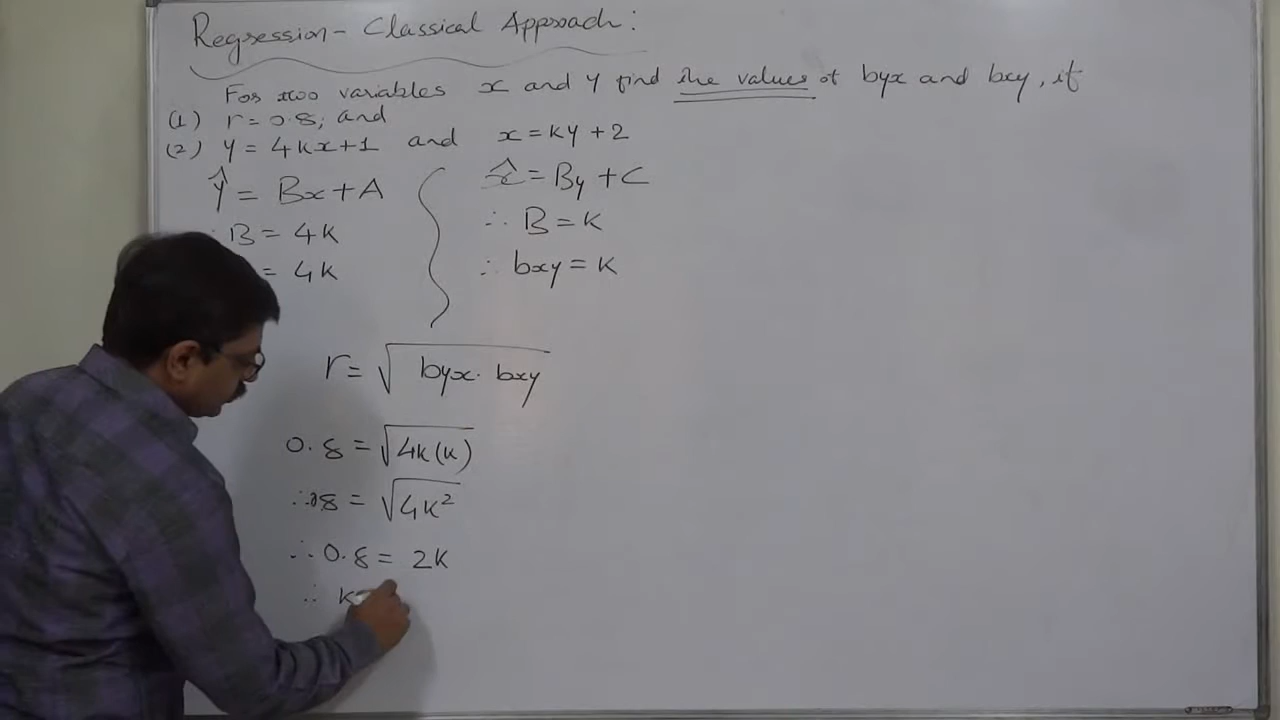 Regression - Classical Approach:
For two variables x and y find the values of byx and bxy, if
(1) r = 0.8, and
(2) y = 4kx+1 and x = ky+2
ŷ = Bx + A
x̂ = By + C
∴ B = 4k
∴ B = k
= 4k
∴ bxy = k
r = √byx · bxy
0.8 = √4k(k)
∴ 0.8 = √4k²
∴ 0.8 = 2k
∴ k